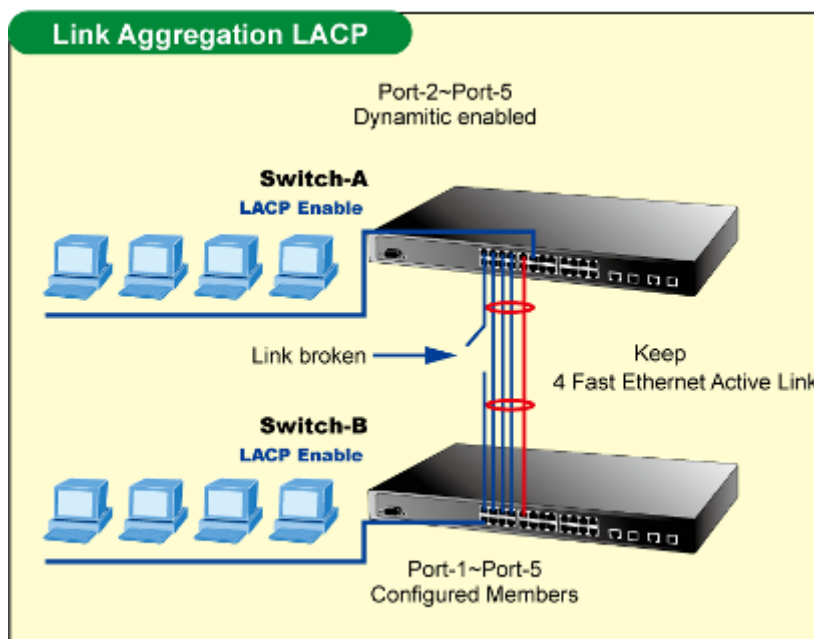 Link Aggregation LACP
Port-2~Port-5
Dynamitic enabled
Switch-A
LACP Enable
Link broken
Keep
4 Fast Ethernet Active Link
Switch-B
LACP Enable
Port-1~Port-5
Configured Members